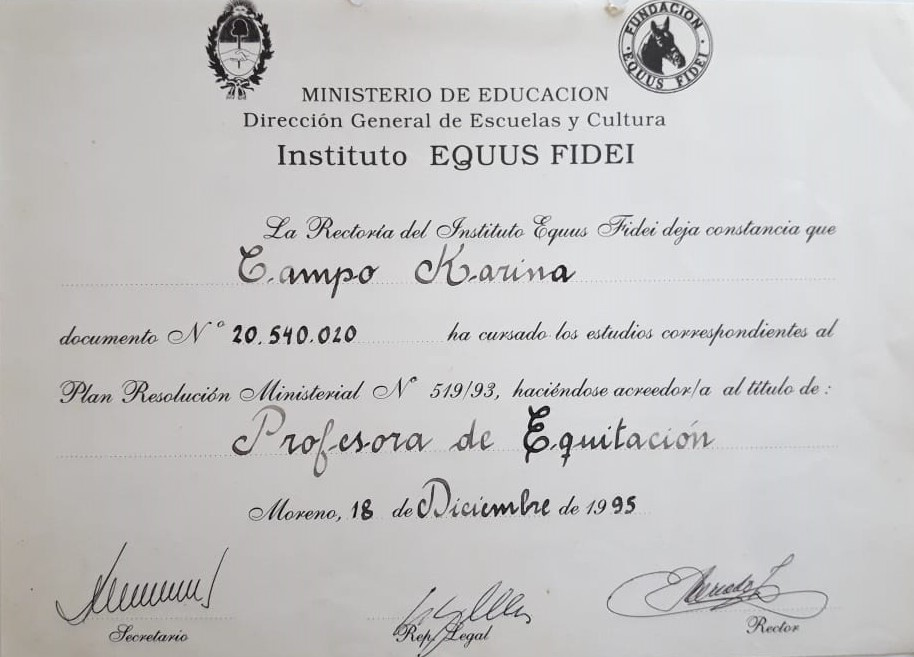 FUNDACION
EQUUS FIDEI
MINISTERIO DE EDUCACION
Dirección General de Escuelas y Cultura
Instituto EQUUS FIDEI
La Rectoría del Instituto Equus Fidei deja constancia que
Campo Karina
documento Nº 20.540.020 ha cursado los estudios correspondientes al
Plan Resolución Ministerial Nº 519/93, haciéndose acreedor/a al título de:
Profesora de Equitación
Moreno, 18 de Diciembre de 1995
Secretario
Rep. Legal
Rector